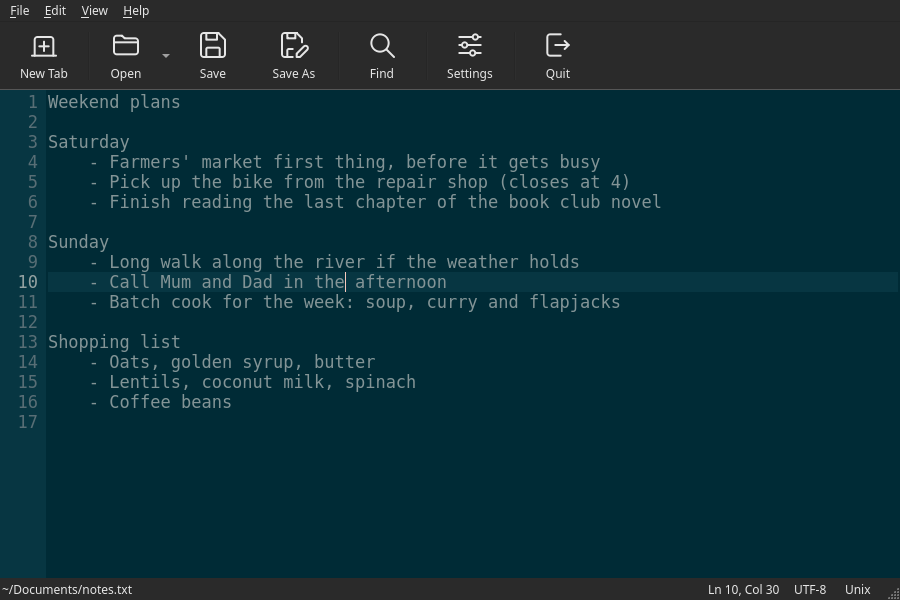 File Edit View Help
New Tab Open Save Save As Find Settings Quit
1 Weekend plans
2
3 Saturday
4     - Farmers' market first thing, before it gets busy
5     - Pick up the bike from the repair shop (closes at 4)
6     - Finish reading the last chapter of the book club novel
7
8 Sunday
9     - Long walk along the river if the weather holds
10     - Call Mum and Dad in the afternoon
11     - Batch cook for the week: soup, curry and flapjacks
12
13 Shopping list
14     - Oats, golden syrup, butter
15     - Lentils, coconut milk, spinach
16     - Coffee beans
17
~/Documents/notes.txt Ln 10, Col 30 UTF-8 Unix